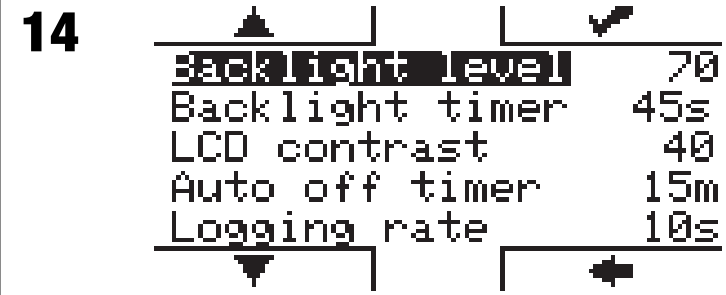 14
Backlight level 70
Backlight timer 45s
LCD contrast 40
Auto off timer 15m
Logging rate 10s